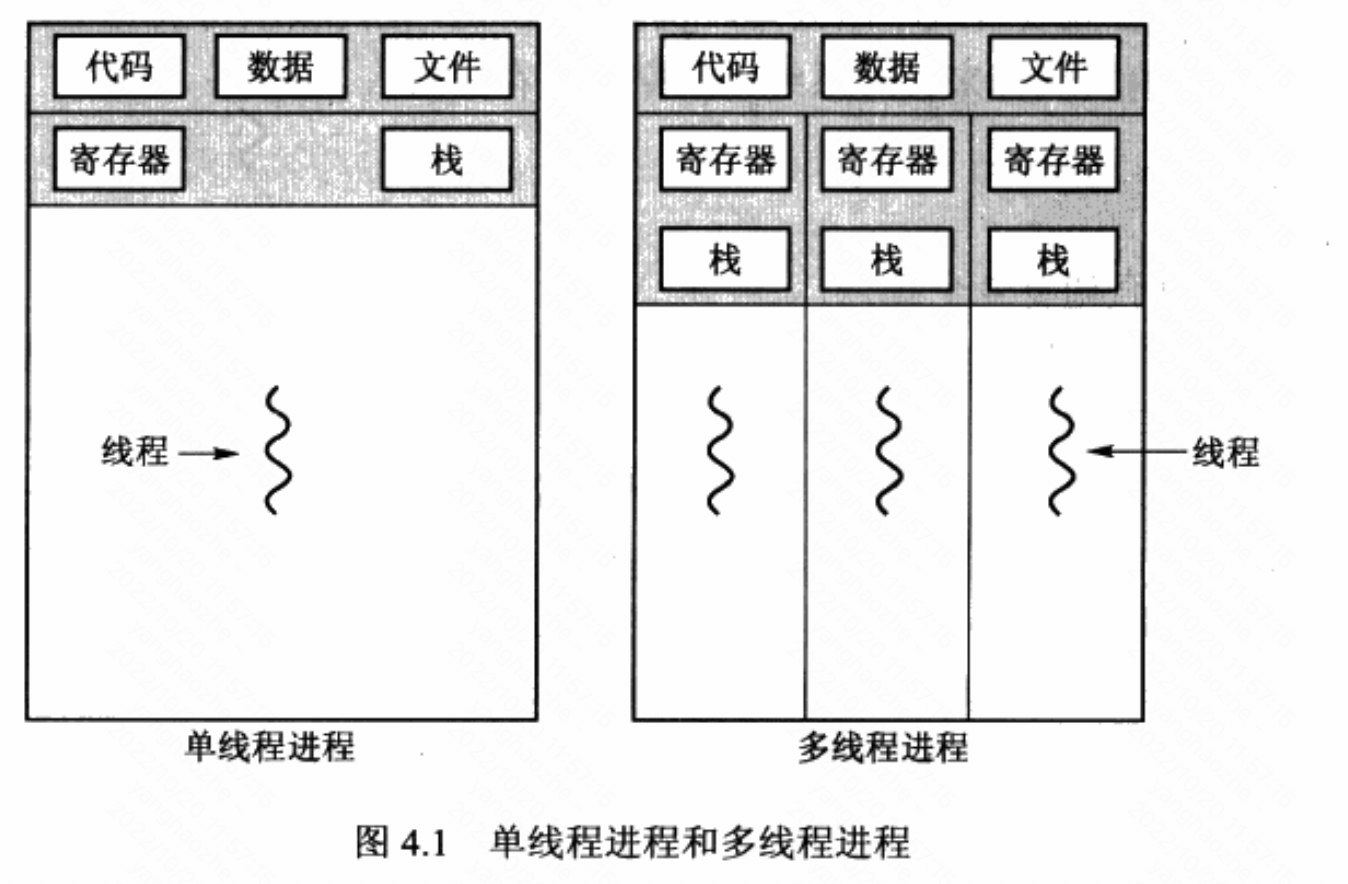 代码 数据 文件 代码 数据 文件
寄存器 栈 寄存器 寄存器 寄存器
栈 栈 栈
线程 线程
单线程进程 多线程进程
图 4.1 单线程进程和多线程进程